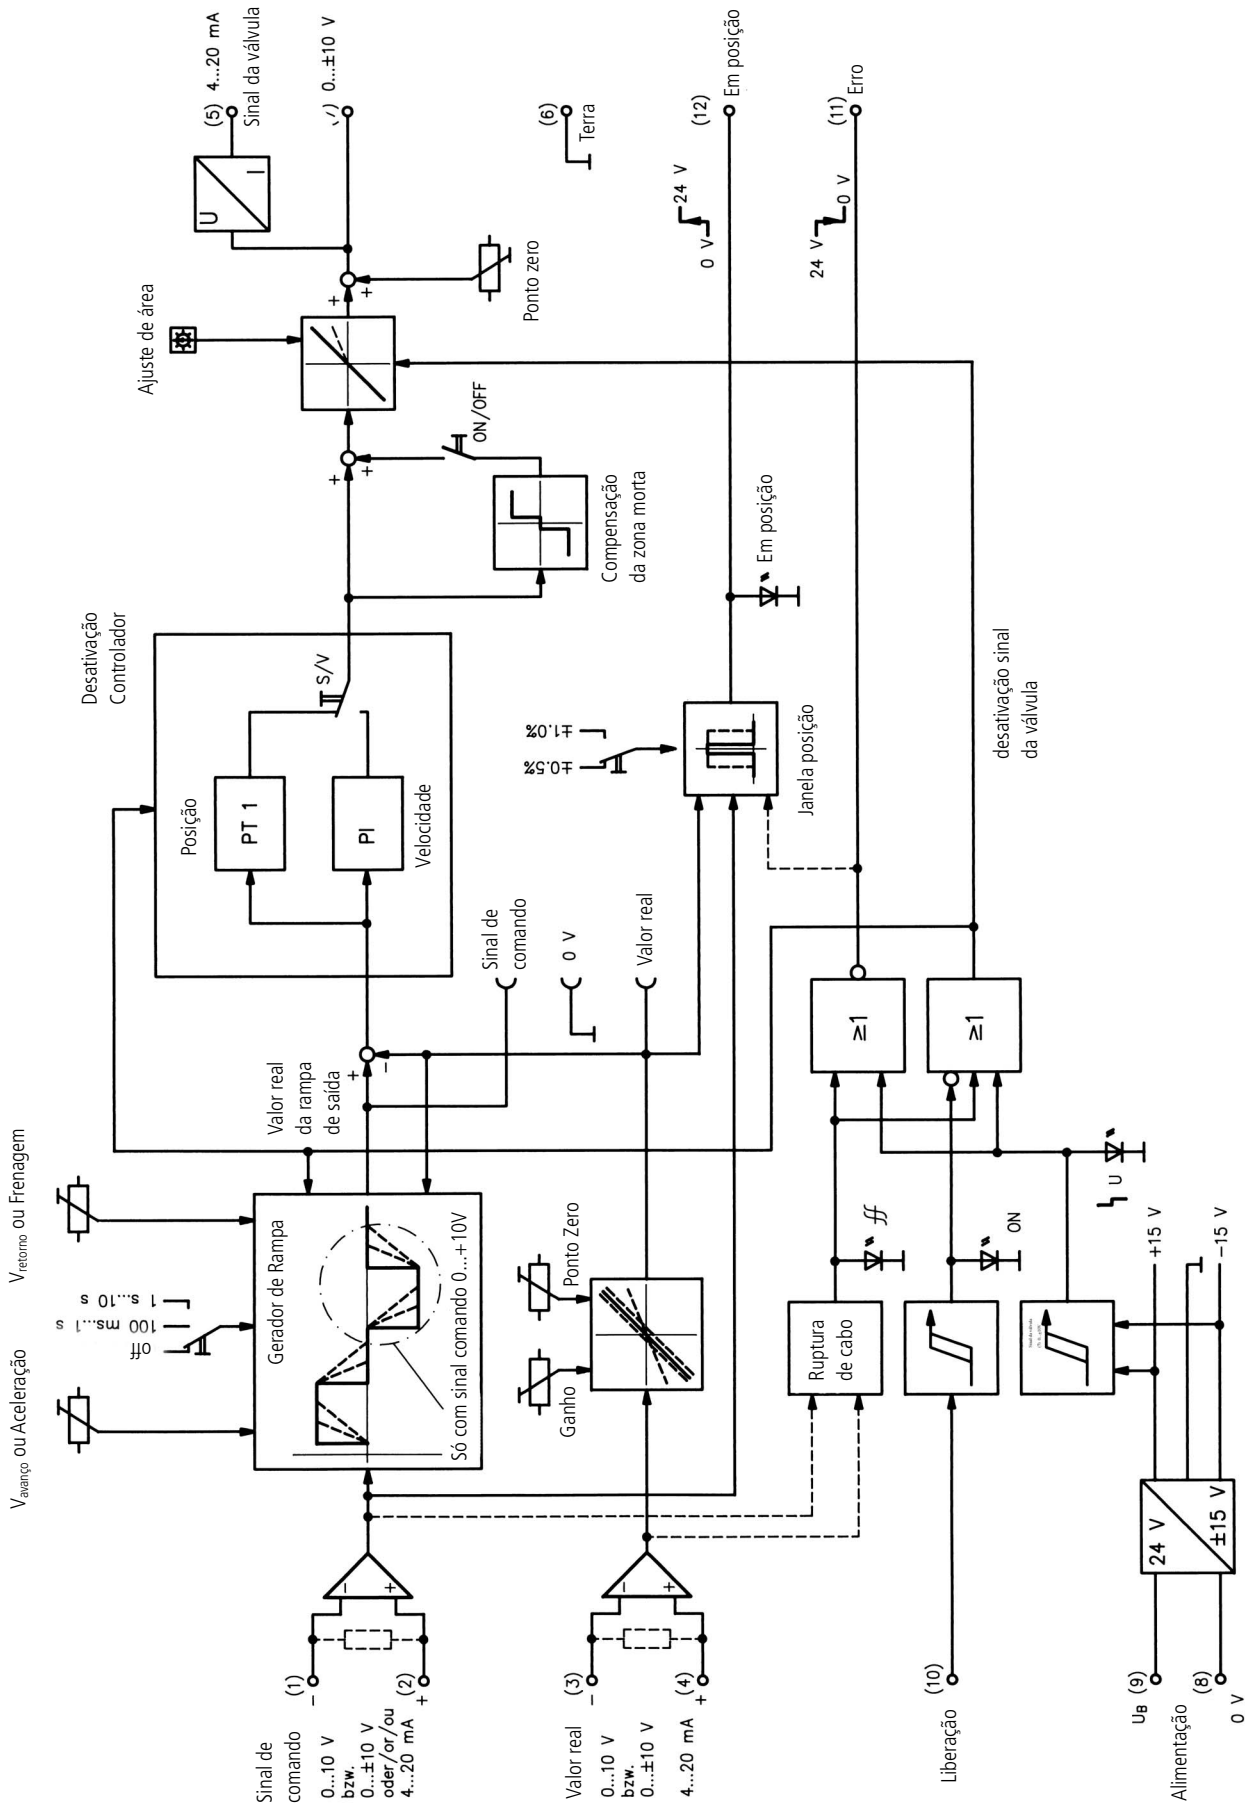 V avanço ou Aceleração
V retorno ou Frenagem
off
100 ms...1 s
1 s...10 s
Gerador de Rampa
Só com sinal comando 0...+10V
Sinal de
comando
0...10 V
bzw.
0...±10 V
oder/or/ou
4...20 mA
(1)
-
(2)
+
-
+
Valor real
da rampa
de saída
+
-
Desativação
Controlador
Posição
PT 1
PI
Velocidade
S/V
Sinal de
comando
0 V
Valor real
+
+
ON/OFF
Compensação
da zona morta
Ajuste de área
+
+
Ponto zero
U
I
(5) 4...20 mA
Sinal da válvula
0...±10 V
(6)
Terra
Valor real
0...10 V
bzw.
0...±10 V
4...20 mA
(3)
-
(4)
+
-
+
Ganho
Ponto Zero
±0.5%
±1.0%
Janela posição
Em posição
0 V
24 V
(12)
Em posição
24 V
0 V
(11)
Erro
Ruptura
de cabo
≥1
≥1
desativação sinal
da válvula
Liberação
(10)
ON
U
+15 V
-15 V
24 V
±15 V
Alimentação
UB (9)
(8)
0 V